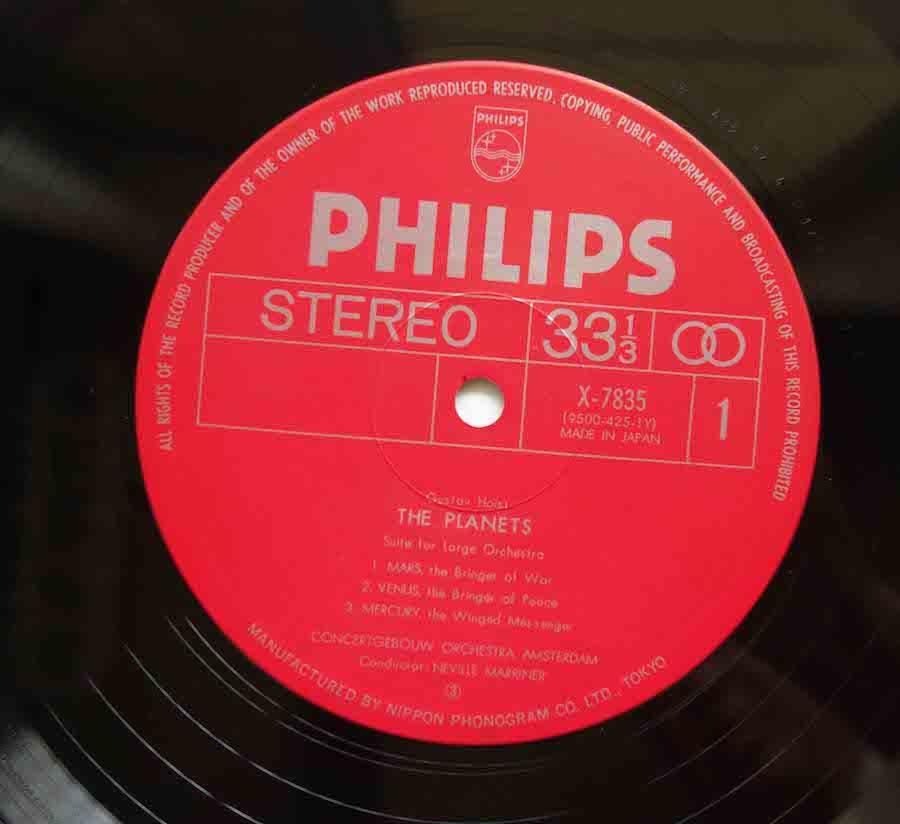 ALL RIGHTS OF THE RECORD PRODUCER AND OF THE OWNER OF THE WORK REPRODUCED RESERVED. COPYING, PUBLIC PERFORMANCE AND BROADCASTING OF THIS RECORD PROHIBITED
PHILIPS
PHILIPS
STEREO 33 1/3
X-7835
(9500-425-1Y)
MADE IN JAPAN
1
Gustav Holst
THE PLANETS
Suite for Large Orchestra
1. MARS, the Bringer of War
2. VENUS, the Bringer of Peace
3. MERCURY, the Winged Messenger
CONCERTGEBOUW ORCHESTRA AMSTERDAM
Conductor: NEVILLE MARRINER
MANUFACTURED BY NIPPON PHONOGRAM CO. LTD., TOKYO